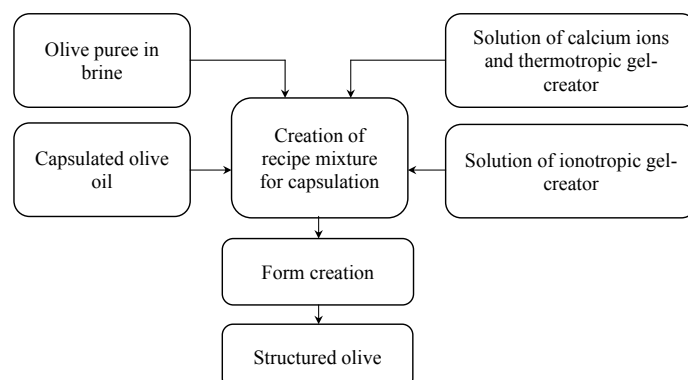 Olive puree in
brine
Solution of calcium ions
and thermotropic gel-
creator
Capsulated olive
oil
Creation of
recipe mixture
for capsulation
Solution of ionotropic gel-
creator
Form creation
Structured olive